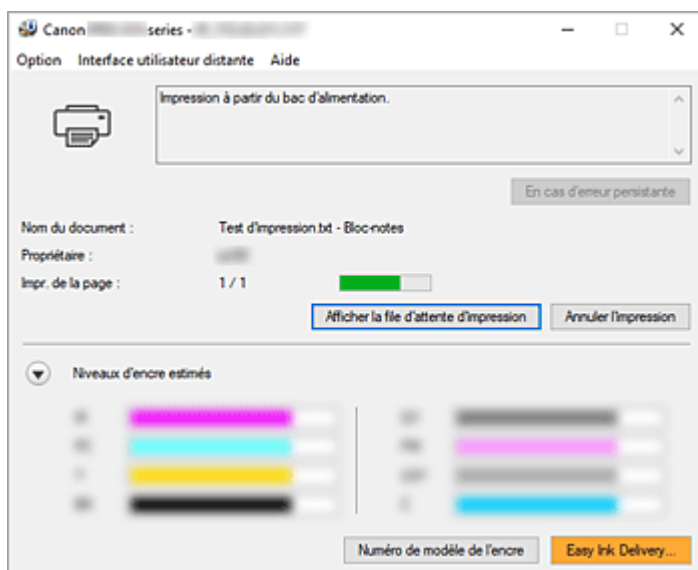 Canon series -
Option Interface utilisateur distante Aide
Impression à partir du bac d'alimentation.
En cas d'erreur persistante
Nom du document : Test d'impression.txt - Bloc-notes
Propriétaire :
Impr. de la page : 1 / 1
Afficher la file d'attente d'impression Annuler l'impression
Niveaux d'encre estimés
Numéro de modèle de l'encre Easy Ink Delivery...